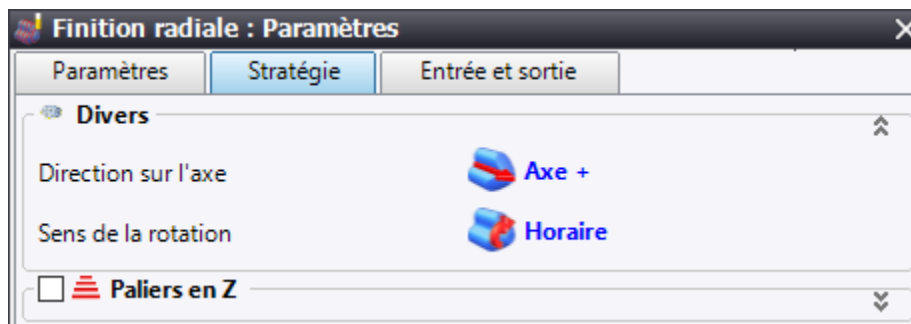 Finition radiale : Paramètres
Paramètres Stratégie Entrée et sortie
Divers
Direction sur l'axe Axe +
Sens de la rotation Horaire
Paliers en Z